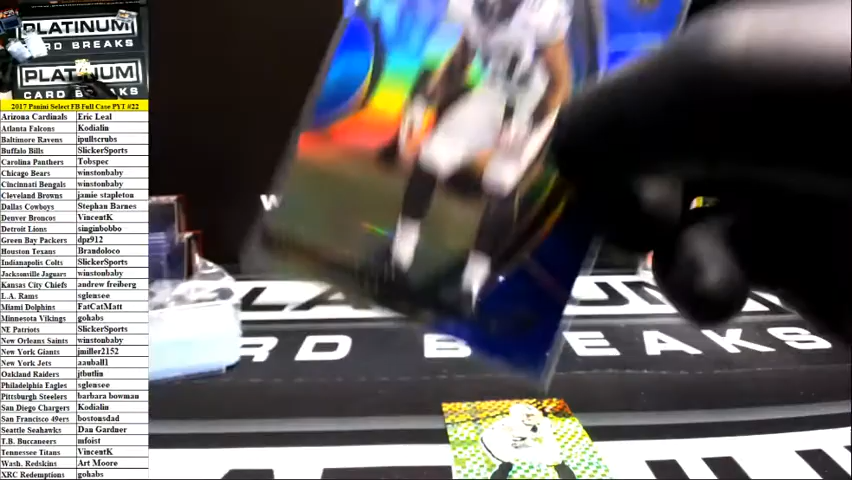 PLATINUM
CARD BREAKS
PLATINUM
CARD BREAKS
2017 Panini Select FB Full Case PYT #22
Arizona Cardinals Eric Leal
Atlanta Falcons Kodialin
Baltimore Ravens ipullscrubs
Buffalo Bills SlickerSports
Carolina Panthers Tobspec
Chicago Bears winstonbaby
Cincinnati Bengals winstonbaby
Cleveland Browns jamie stapleton
Dallas Cowboys Stephan Barnes
Denver Broncos VincentK
Detroit Lions singinbobbo
Green Bay Packers dpz912
Houston Texans Brandoloco
Indianapolis Colts SlickerSports
Jacksonville Jaguars winstonbaby
Kansas City Chiefs andrew freiberg
L.A. Rams sglensee
Miami Dolphins FatCatMatt
Minnesota Vikings gohabs
NE Patriots SlickerSports
New Orleans Saints winstonbaby
New York Giants jmiller2152
New York Jets aauball1
Oakland Raiders jtbutlin
Philadelphia Eagles sglensee
Pittsburgh Steelers barbara bowman
San Diego Chargers Kodialin
San Francisco 49ers bostonsdad
Seattle Seahawks Dan Gardner
T.B. Buccaneers mfoist
Tennessee Titans VincentK
Wash. Redskins Art Moore
XRC Redemptions gohabs